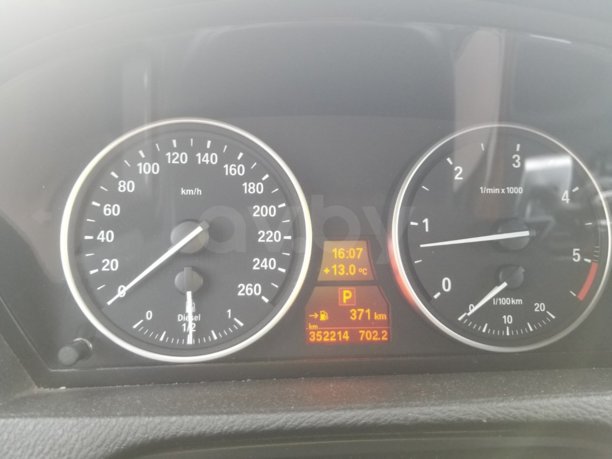 0 20 40 60 80 100 120 140 160 180 200 220 240 260
km/h
0 1/2 1
Diesel
16:07
+13.0 °C
P
371 km
km
352214 702.2
0 1 2 3 4 5
1/min x 1000
0 10 20
l/100km